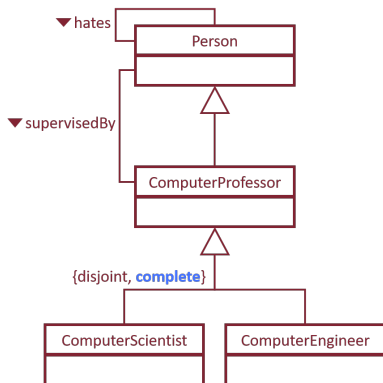 hates
Person
supervisedBy
ComputerProfessor
{disjoint, complete}
ComputerScientist
ComputerEngineer